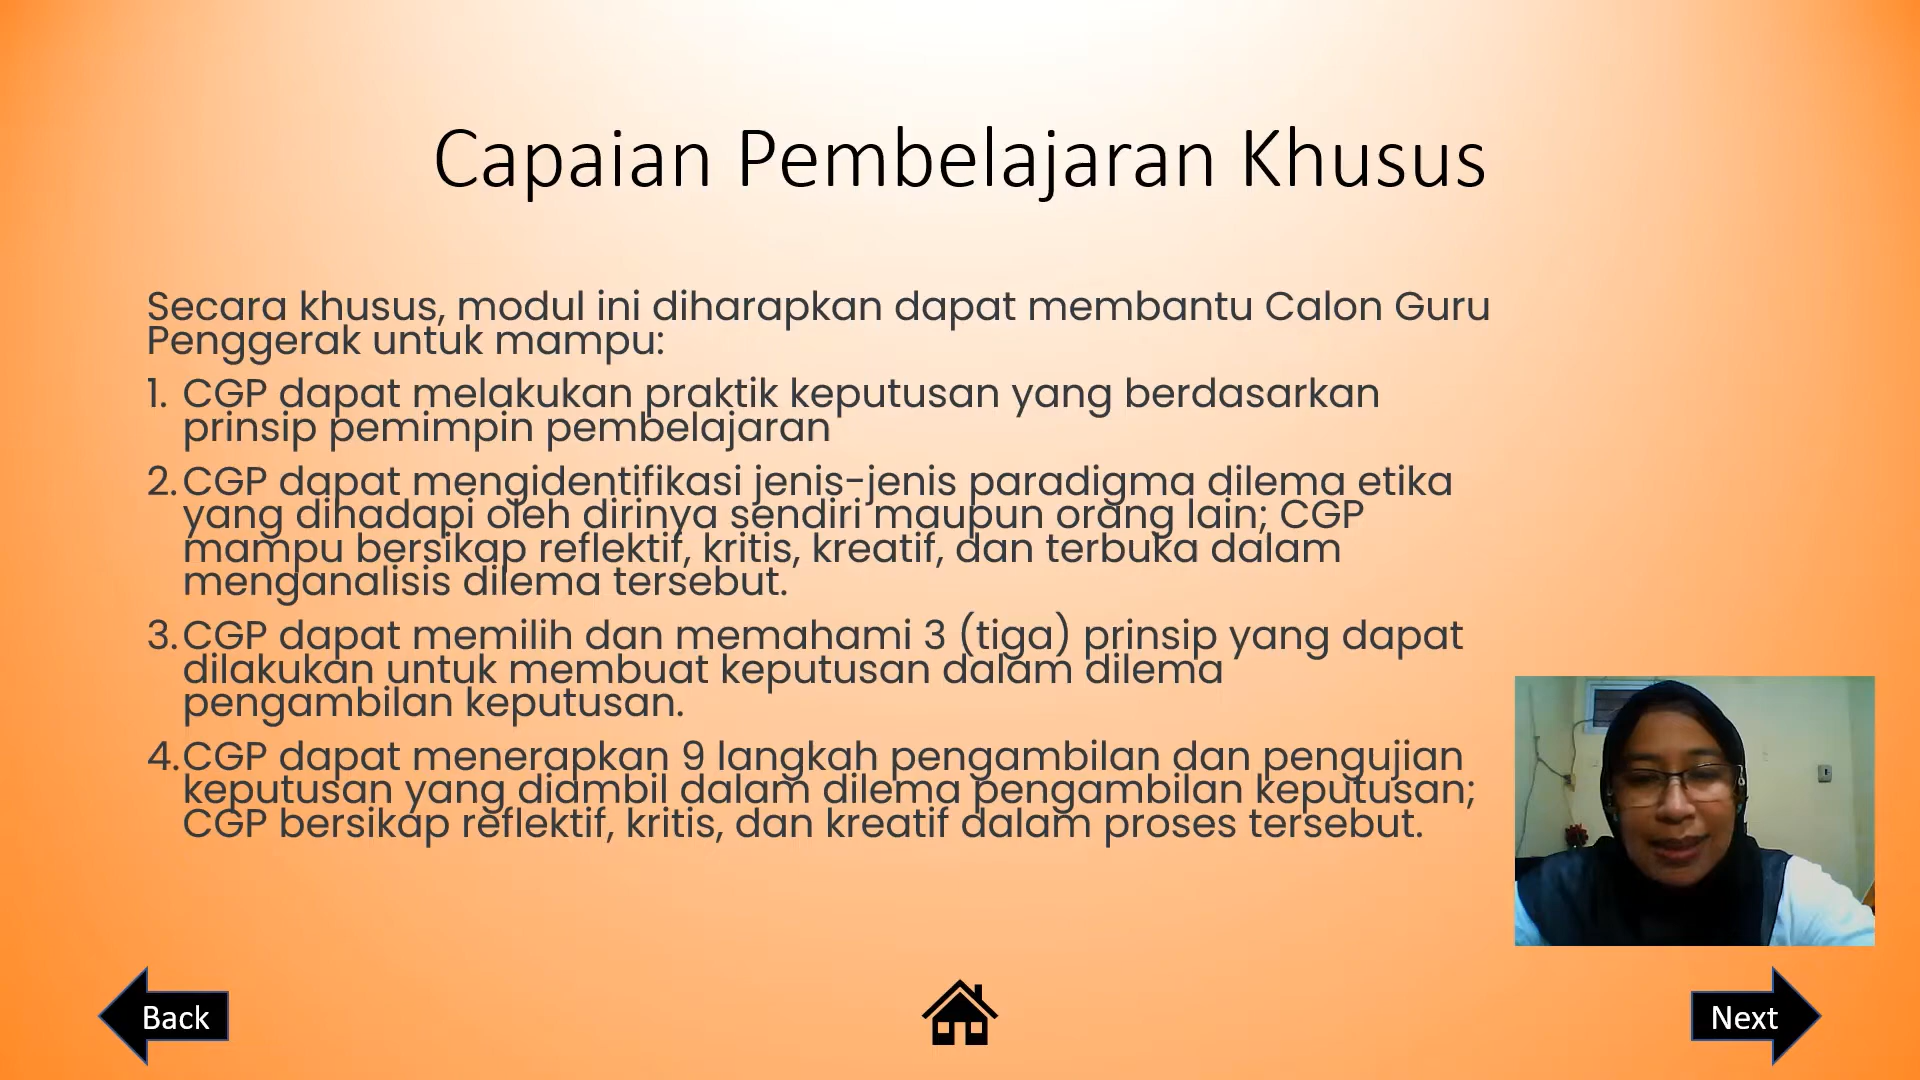 Capaian Pembelajaran Khusus
Secara khusus, modul ini diharapkan dapat membantu Calon Guru
Penggerak untuk mampu:
1. CGP dapat melakukan praktik keputusan yang berdasarkan
prinsip pemimpin pembelajaran
2. CGP dapat mengidentifikasi jenis-jenis paradigma dilema etika
yang dihadapi oleh dirinya sendiri maupun orang lain; CGP
mampu bersikap reflektif, kritis, kreatif, dan terbuka dalam
menganalisis dilema tersebut.
3. CGP dapat memilih dan memahami 3 (tiga) prinsip yang dapat
dilakukan untuk membuat keputusan dalam dilema
pengambilan keputusan.
4. CGP dapat menerapkan 9 langkah pengambilan dan pengujian
keputusan yang diambil dalam dilema pengambilan keputusan;
CGP bersikap reflektif, kritis, dan kreatif dalam proses tersebut.
Back
Next